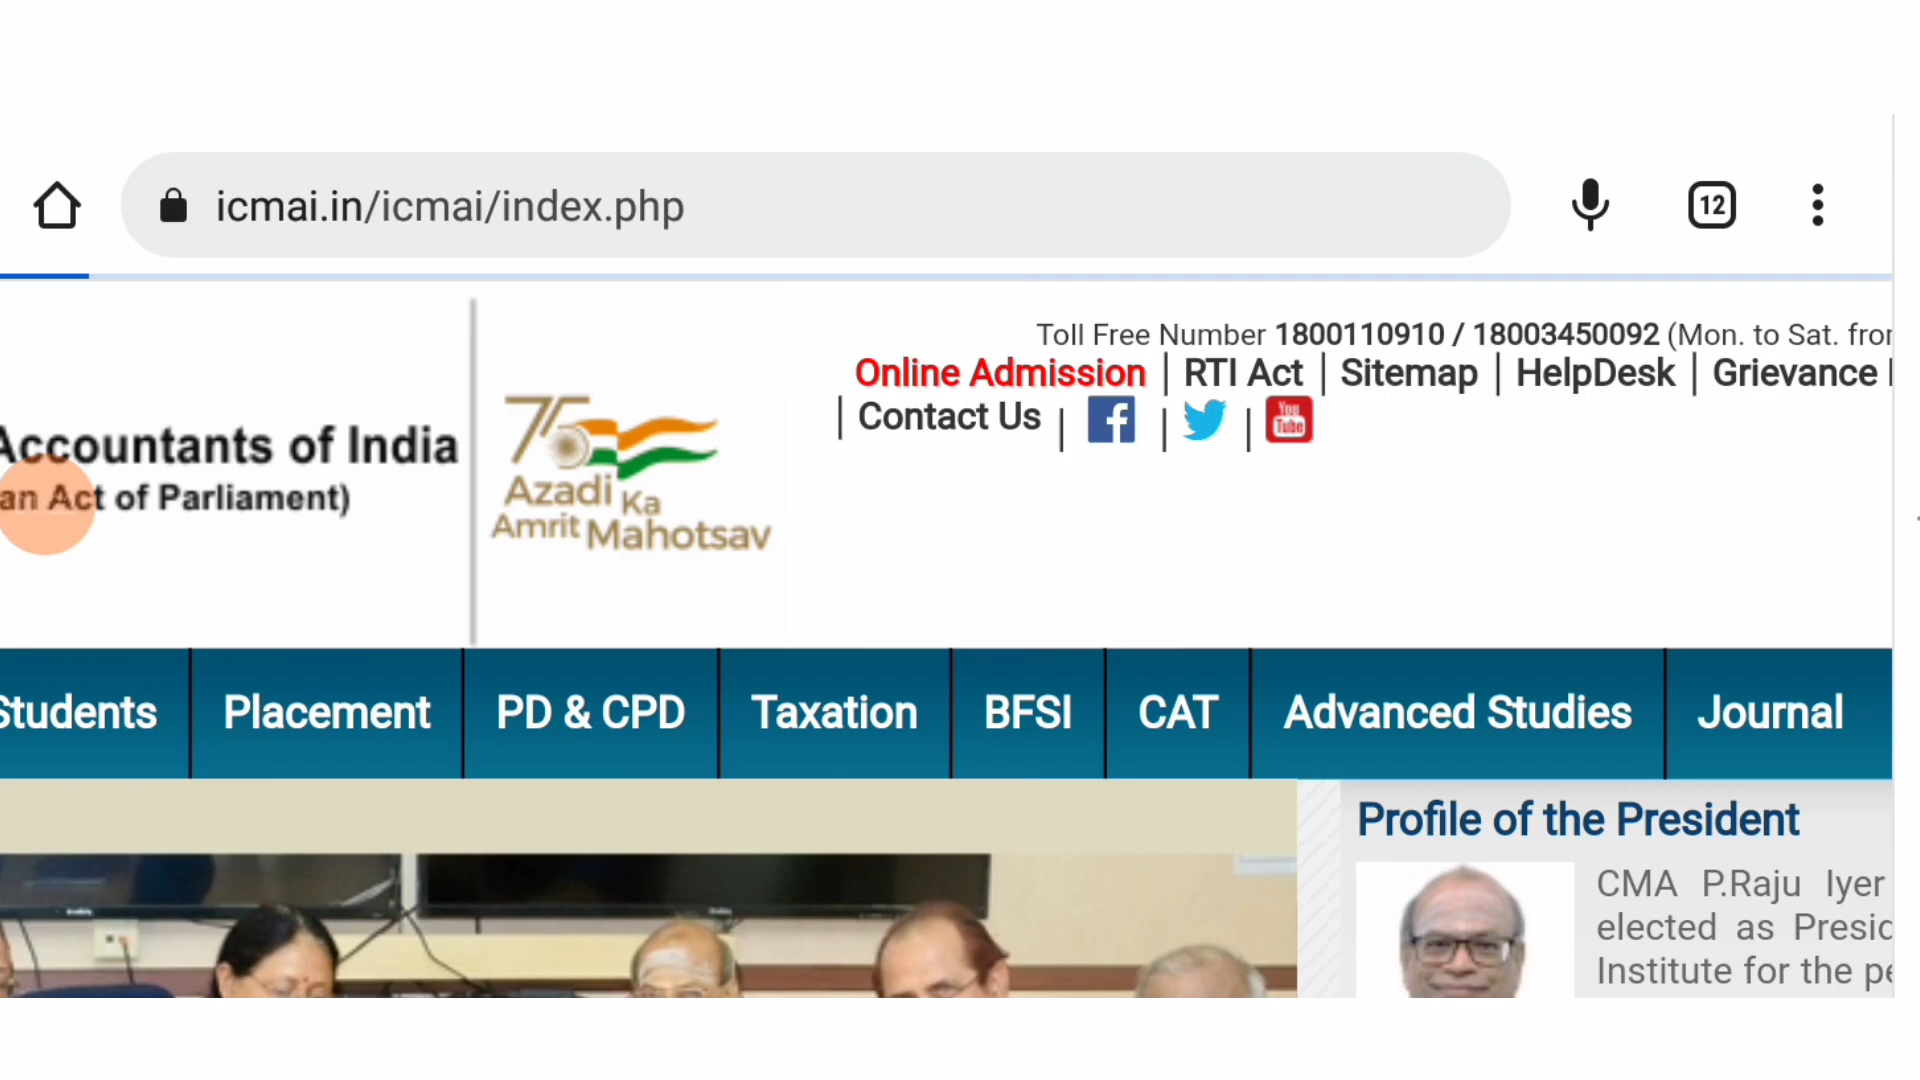 icmai.in/icmai/index.php
12
Toll Free Number 1800110910 / 18003450092 (Mon. to Sat.
Online Admission | RTI Act | Sitemap | HelpDesk | Grievance
| Contact Us | | |
You
Tube
Accountants of India
an Act of Parliament)
75
Azadi Ka
Amrit Mahotsav
Students
Placement
PD & CPD
Taxation
BFSI
CAT
Advanced Studies
Journal
Profile of the President
CMA P.Raju Iyer
elected as
Institute for the